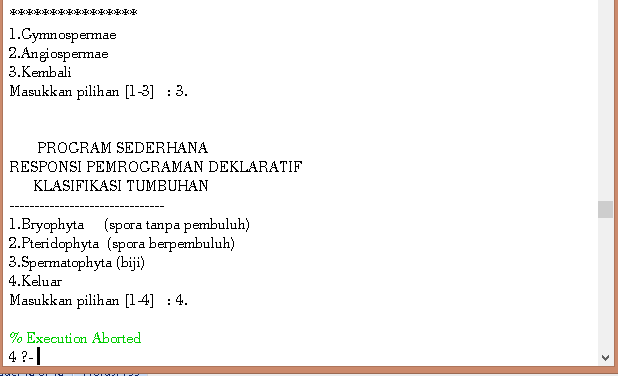 ****************
1.Gymnospermae
2.Angiospermae
3.Kembali
Masukkan pilihan [1-3]   : 3.
PROGRAM SEDERHANA
RESPONSI PEMROGRAMAN DEKLARATIF
KLASIFIKASI TUMBUHAN
-------------------------------
1.Bryophyta     (spora tanpa pembuluh)
2.Pteridophyta  (spora berpembuluh)
3.Spermatophyta (biji)
4.Keluar
Masukkan pilihan [1-4]   : 4.
% Execution Aborted
4 ?-